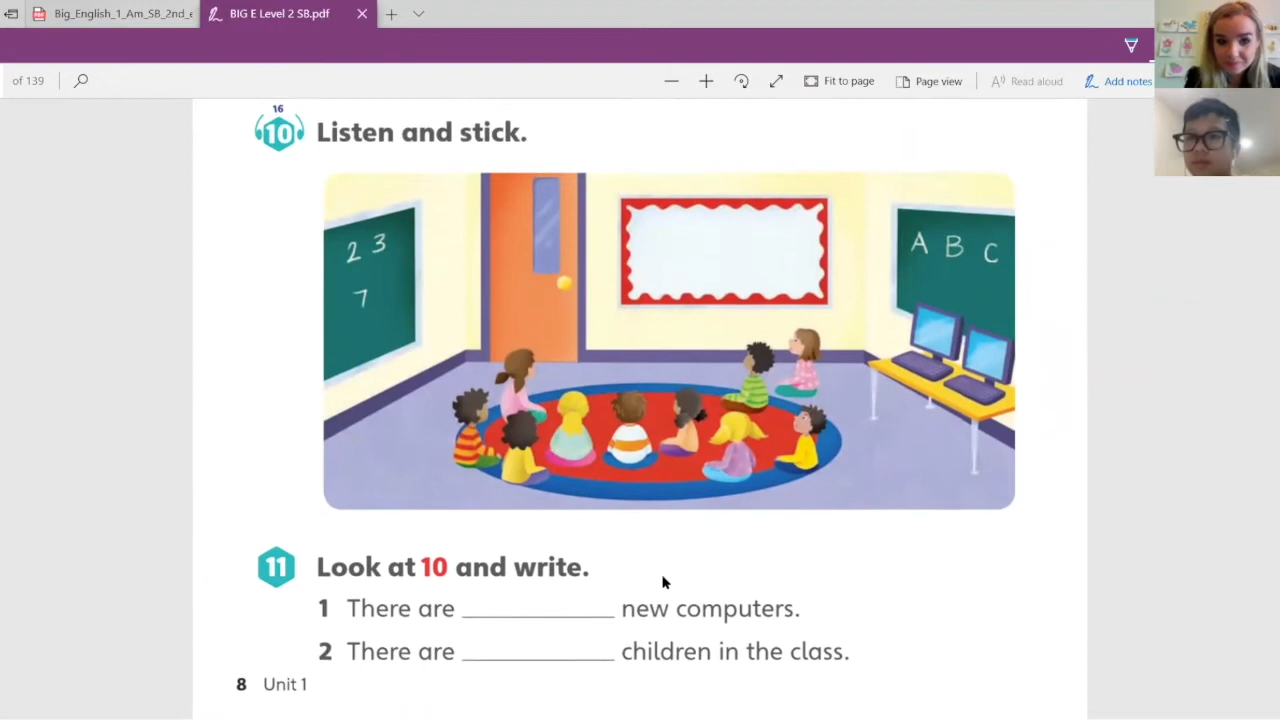 Big_English_1_Am_SB_2nd_e
BIG E Level 2 SB.pdf
of 139
Fit to page
Page view
Read aloud
Add notes
16
10 Listen and stick.
2 3
7
A B C
11 Look at 10 and write.
1 There are ____________ new computers.
2 There are ____________ children in the class.
8 Unit 1